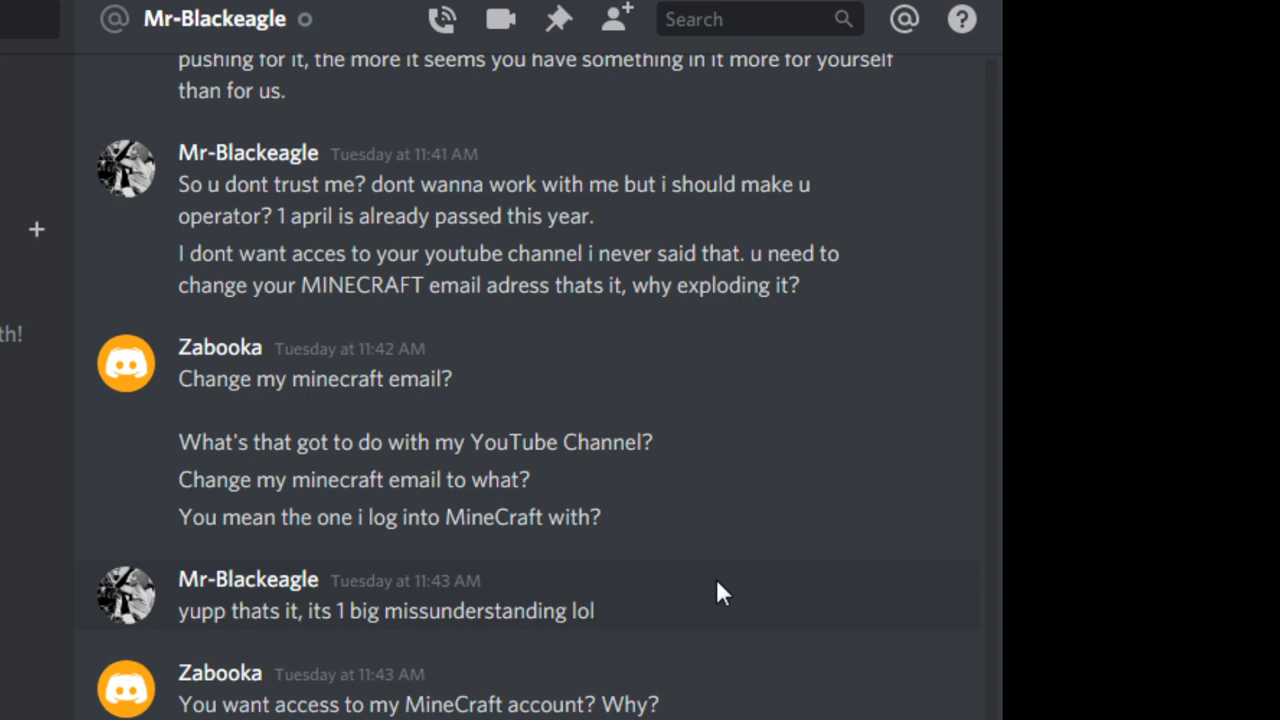 Mr-Blackeagle
Search
pushing for it, the more it seems you have something in it more for yourself
than for us.
Mr-Blackeagle Tuesday at 11:41 AM
So u dont trust me? dont wanna work with me but i should make u
operator? 1 april is already passed this year.
I dont want acces to your youtube channel i never said that. u need to
change your MINECRAFT email adress thats it, why exploding it?
th!
Zabooka Tuesday at 11:42 AM
Change my minecraft email?
What's that got to do with my YouTube Channel?
Change my minecraft email to what?
You mean the one i log into MineCraft with?
Mr-Blackeagle Tuesday at 11:43 AM
yupp thats it, its 1 big missunderstanding lol
Zabooka Tuesday at 11:43 AM
You want access to my MineCraft account? Why?